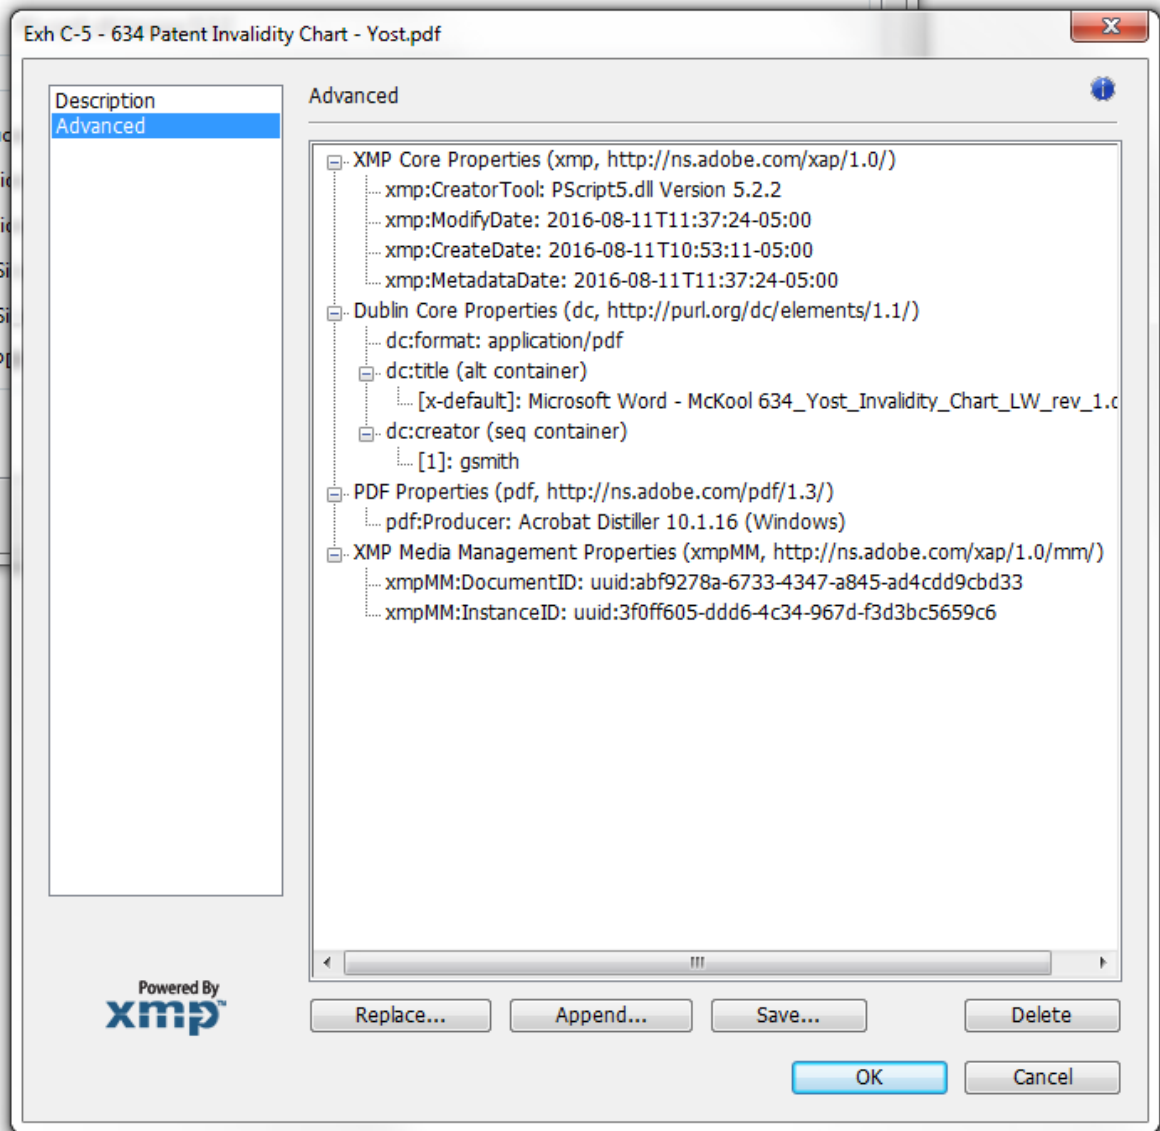 Exh C-5 - 634 Patent Invalidity Chart - Yost.pdf
Description
Advanced
Advanced
XMP Core Properties (xmp, http://ns.adobe.com/xap/1.0/)
xmp:CreatorTool: PScript5.dll Version 5.2.2
xmp:ModifyDate: 2016-08-11T11:37:24-05:00
xmp:CreateDate: 2016-08-11T10:53:11-05:00
xmp:MetadataDate: 2016-08-11T11:37:24-05:00
Dublin Core Properties (dc, http://purl.org/dc/elements/1.1/)
dc:format: application/pdf
dc:title (alt container)
[x-default]: Microsoft Word - McKool 634_Yost_Invalidity_Chart_LW_rev_1.
dc:creator (seq container)
[1]: gsmith
PDF Properties (pdf, http://ns.adobe.com/pdf/1.3/)
pdf:Producer: Acrobat Distiller 10.1.16 (Windows)
XMP Media Management Properties (xmpMM, http://ns.adobe.com/xap/1.0/mm/)
xmpMM:DocumentID: uuid:abf9278a-6733-4347-a845-ad4cdd9cbd33
xmpMM:InstanceID: uuid:3f0ff605-ddd6-4c34-967d-f3d3bc5659c6
Powered By
xmp™
Replace...
Append...
Save...
Delete
OK
Cancel